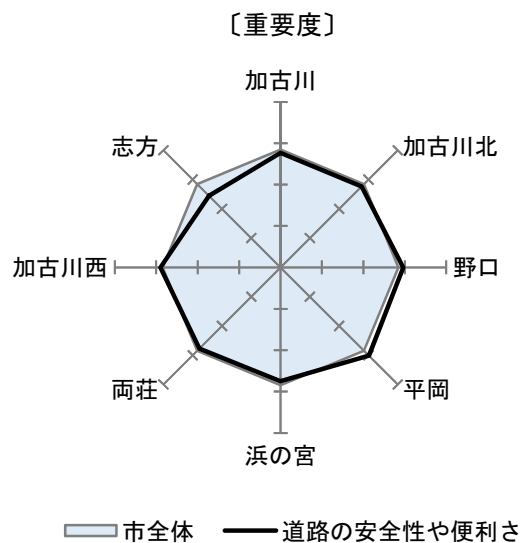 〔重要度〕
加古川
志方
加古川北
加古川西
野口
両荘
平岡
浜の宮
市全体
道路の安全性や便利さ